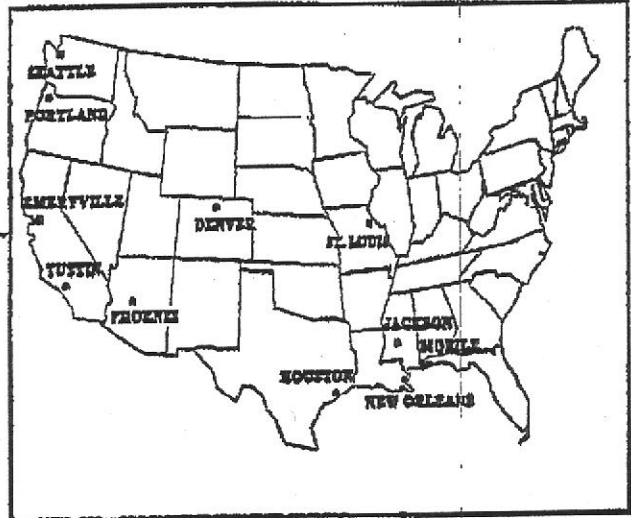 SEATTLE
PORTLAND
EMERYVILLE
DENVER
ST. LOUIS
TUSTIN
PHOENIX
JACKSON
MOBILE
HOUSTON
NEW ORLEANS